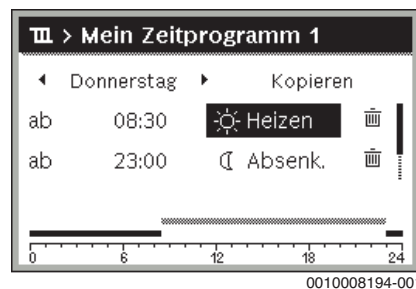 > Mein Zeitprogramm 1
Donnerstag Kopieren
ab 08:30 Heizen
ab 23:00 Absenk.
0 6 12 18 24
0010008194-00